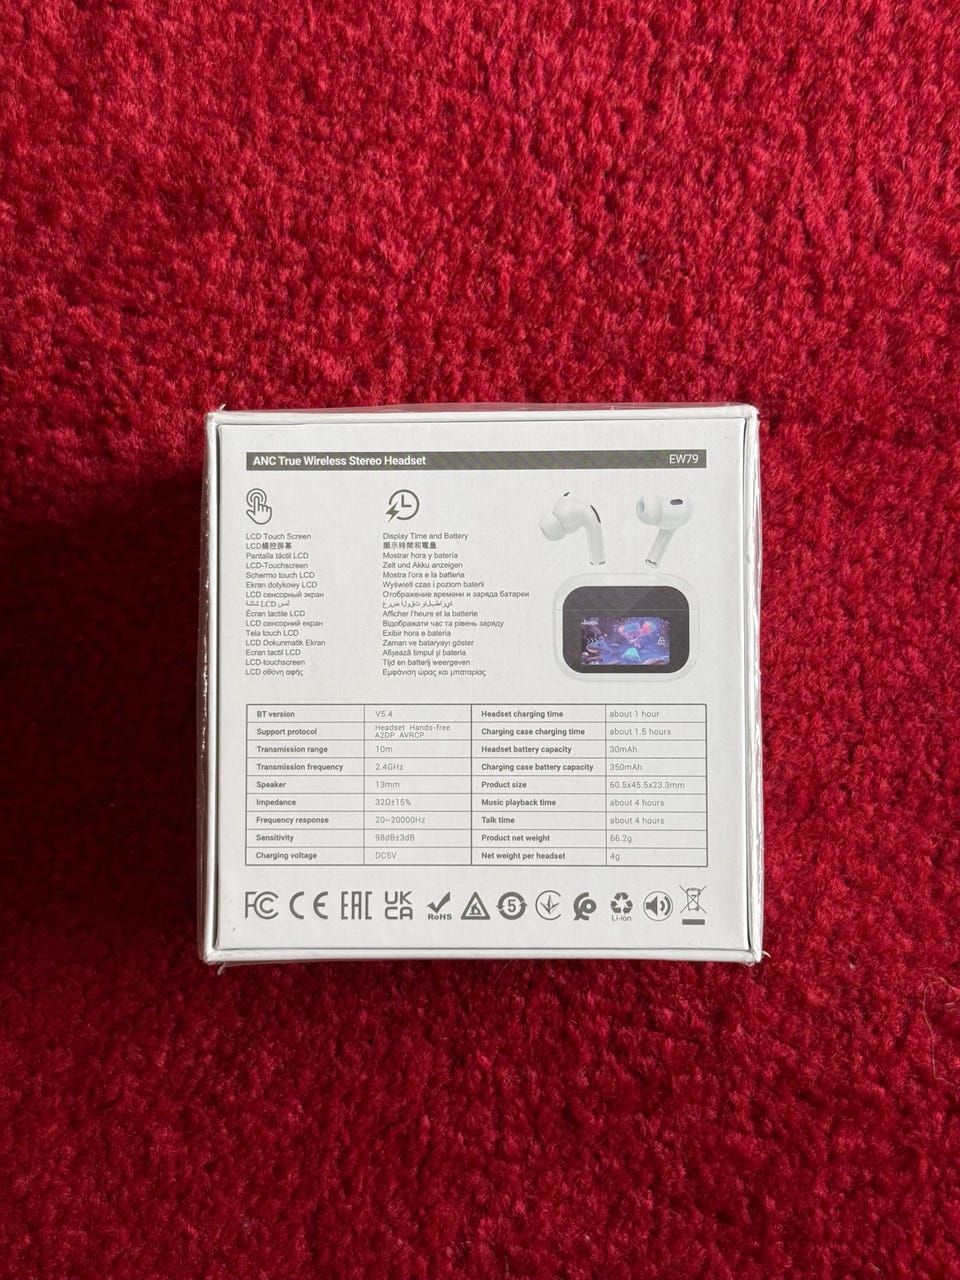 ANC True Wireless Stereo Headset EW79
LCD Touch Screen
LCD觸控屏幕
Pantalla táctil LCD
LCD-Touchscreen
Schermo touch LCD
Ekran dotykowy LCD
LCD сенсорный экран
شاشة LCD لمس
Écran tactile LCD
LCD сенсорний екран
Tela touch LCD
LCD Dokunmatik Ekran
Ecran tactil LCD
LCD-touchscreen
LCD οθόνη αφής
Display Time and Battery
顯示時間和電量
Mostrar hora y batería
Zeit und Akku anzeigen
Mostra l'ora e la batteria
Wyświetl czas i poziom baterii
Отображение времени и заряда батареи
Afficher l'heure et la batterie
Відображати час та рівень заряду
Exibir hora e bateria
Zaman ve bataryayı göster
Afișează timpul și bateria
Tijd en batterij weergeven
Εμφάνιση ώρας και μπαταρίας
BT version V5.4 Headset charging time about 1 hour
Support protocol Headset Hands-free A2DP AVRCP Charging case charging time about 1.5 hours
Transmission range 10m Headset battery capacity 30mAh
Transmission frequency 2.4GHz Charging case battery capacity 350mAh
Speaker 13mm Product size 60.5x45.5x23.3mm
Impedance 32Ω±15% Music playback time about 4 hours
Frequency response 20~20000Hz Talk time about 4 hours
Sensitivity 98dB±3dB Product net weight 66.2g
Charging voltage DC5V Net weight per headset 4g
FC CE EAC UK CA RoHS 5 Li-ion